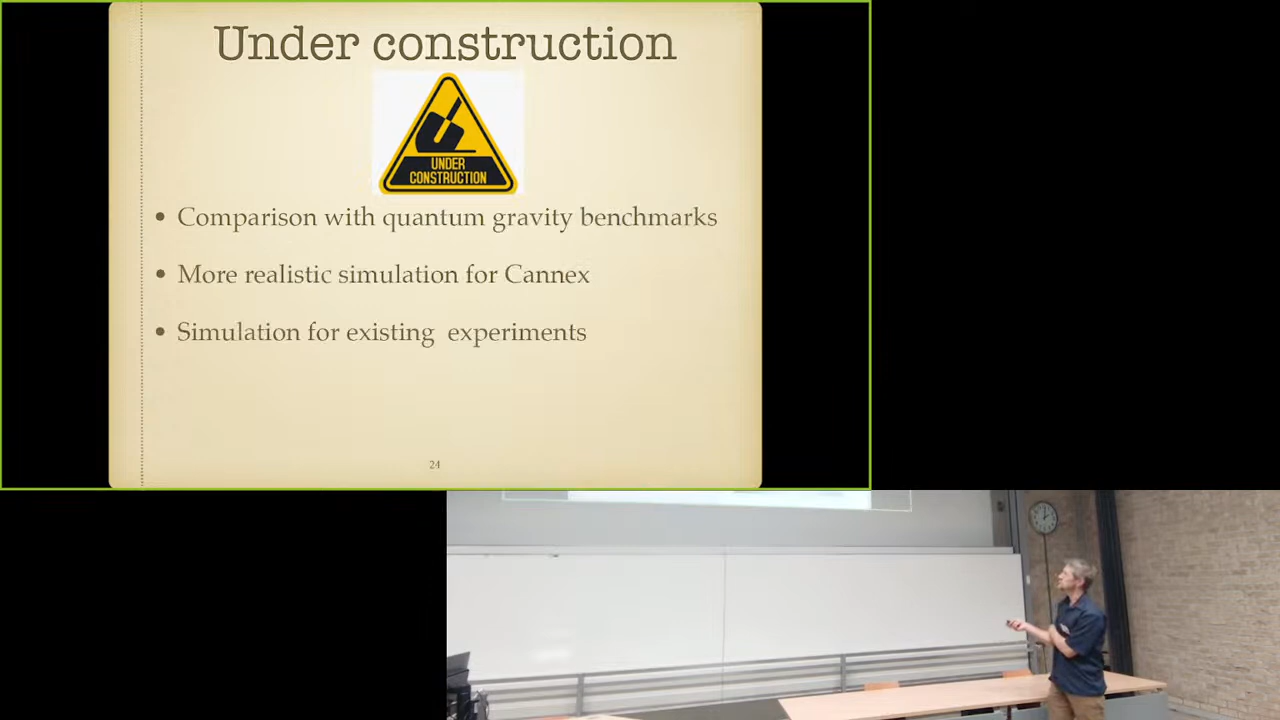 Under construction
UNDER
CONSTRUCTION
• Comparison with quantum gravity benchmarks
• More realistic simulation for Cannex
• Simulation for existing experiments
24